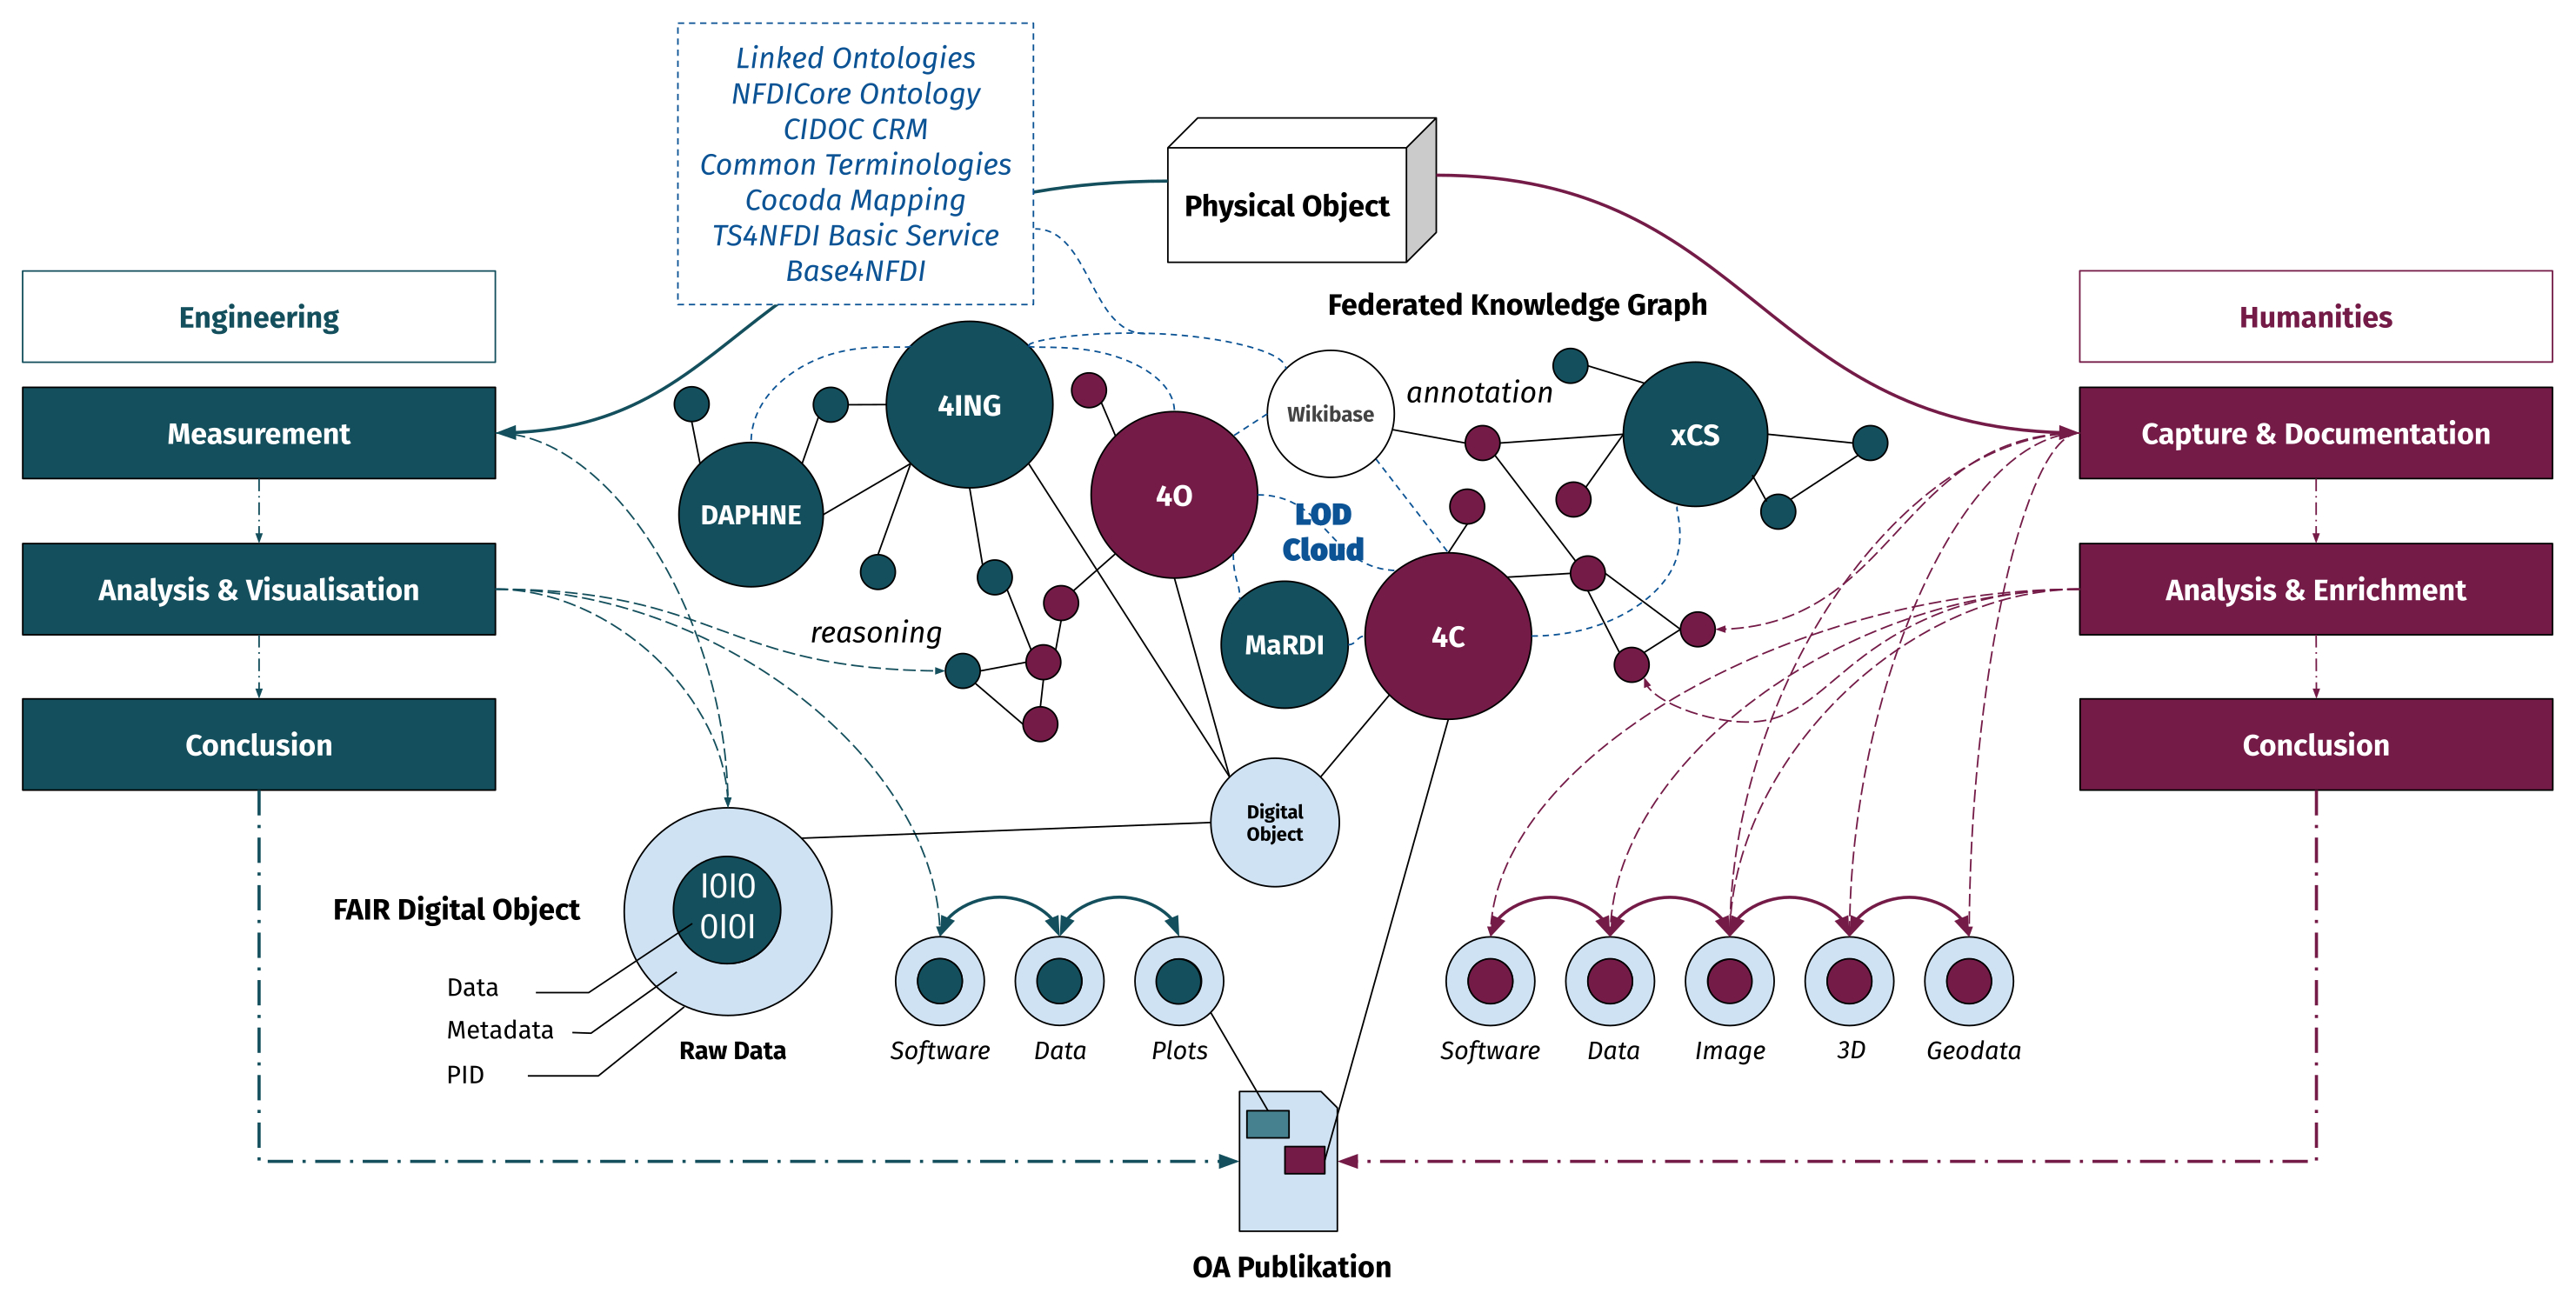 Linked Ontologies
NFDICore Ontology
CIDOC CRM
Common Terminologies
Cocoda Mapping
TS4NFDI Basic Service
Base4NFDI
Physical Object
Federated Knowledge Graph
Engineering
Measurement
Analysis & Visualisation
Conclusion
Humanities
Capture & Documentation
Analysis & Enrichment
Conclusion
4ING
DAPHNE
4O
Wikibase
annotation
xCS
LOD
Cloud
MaRDI
4C
reasoning
Digital
Object
FAIR Digital Object
IOIO
OIOI
Data
Metadata
PID
Raw Data
Software
Data
Plots
Software
Data
Image
3D
Geodata
OA Publikation